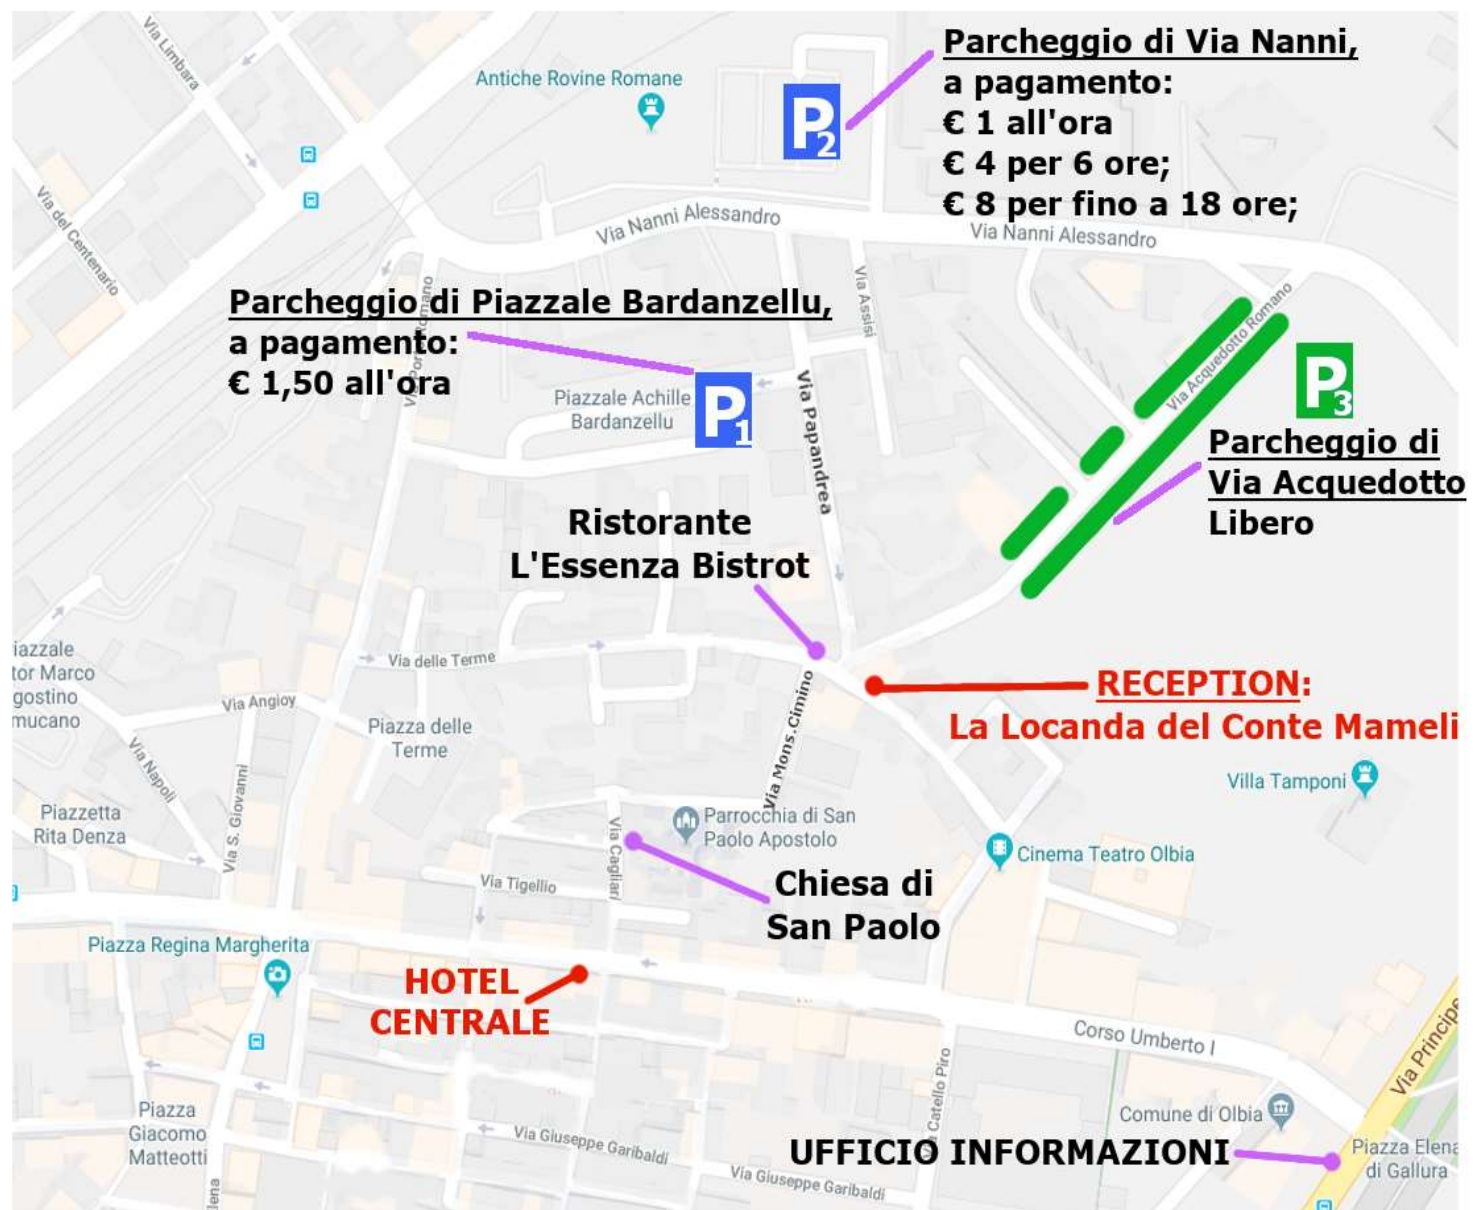 Via Limbara
Antiche Rovine Romane
P2
Parcheggio di Via Nanni,
a pagamento:
€ 1 all'ora
€ 4 per 6 ore;
€ 8 per fino a 18 ore;
Via del Centenario
Via Nanni Alessandro
Via Nanni Alessandro
Via Assisi
Parcheggio di Piazzale Bardanzellu,
a pagamento:
€ 1,50 all'ora
Piazzale Achille
Bardanzellu
P1
Via Papandrea
Via Acquedotto Romano
P3
Parcheggio di
Via Acquedotto
Libero
Ristorante
L'Essenza Bistrot
iazzale
tor Marco
gostino
mucano
Via delle Terme
Via Angioy
Piazza delle
Terme
Via Mons.Cimino
RECEPTION:
La Locanda del Conte Mameli
Villa Tamponi
Via Napoli
Via S. Giovanni
Piazzetta
Rita Denza
Via Cagliari
Parrocchia di San
Paolo Apostolo
Cinema Teatro Olbia
Via Tigellio
Chiesa di
San Paolo
Piazza Regina Margherita
HOTEL
CENTRALE
Corso Umberto I
Via Principe
Via Catello Piro
Piazza
Giacomo
Matteotti
Via Giuseppe Garibaldi
Via Giuseppe Garibaldi
Comune di Olbia
UFFICIO INFORMAZIONI
Piazza Elena
di Gallura
ena